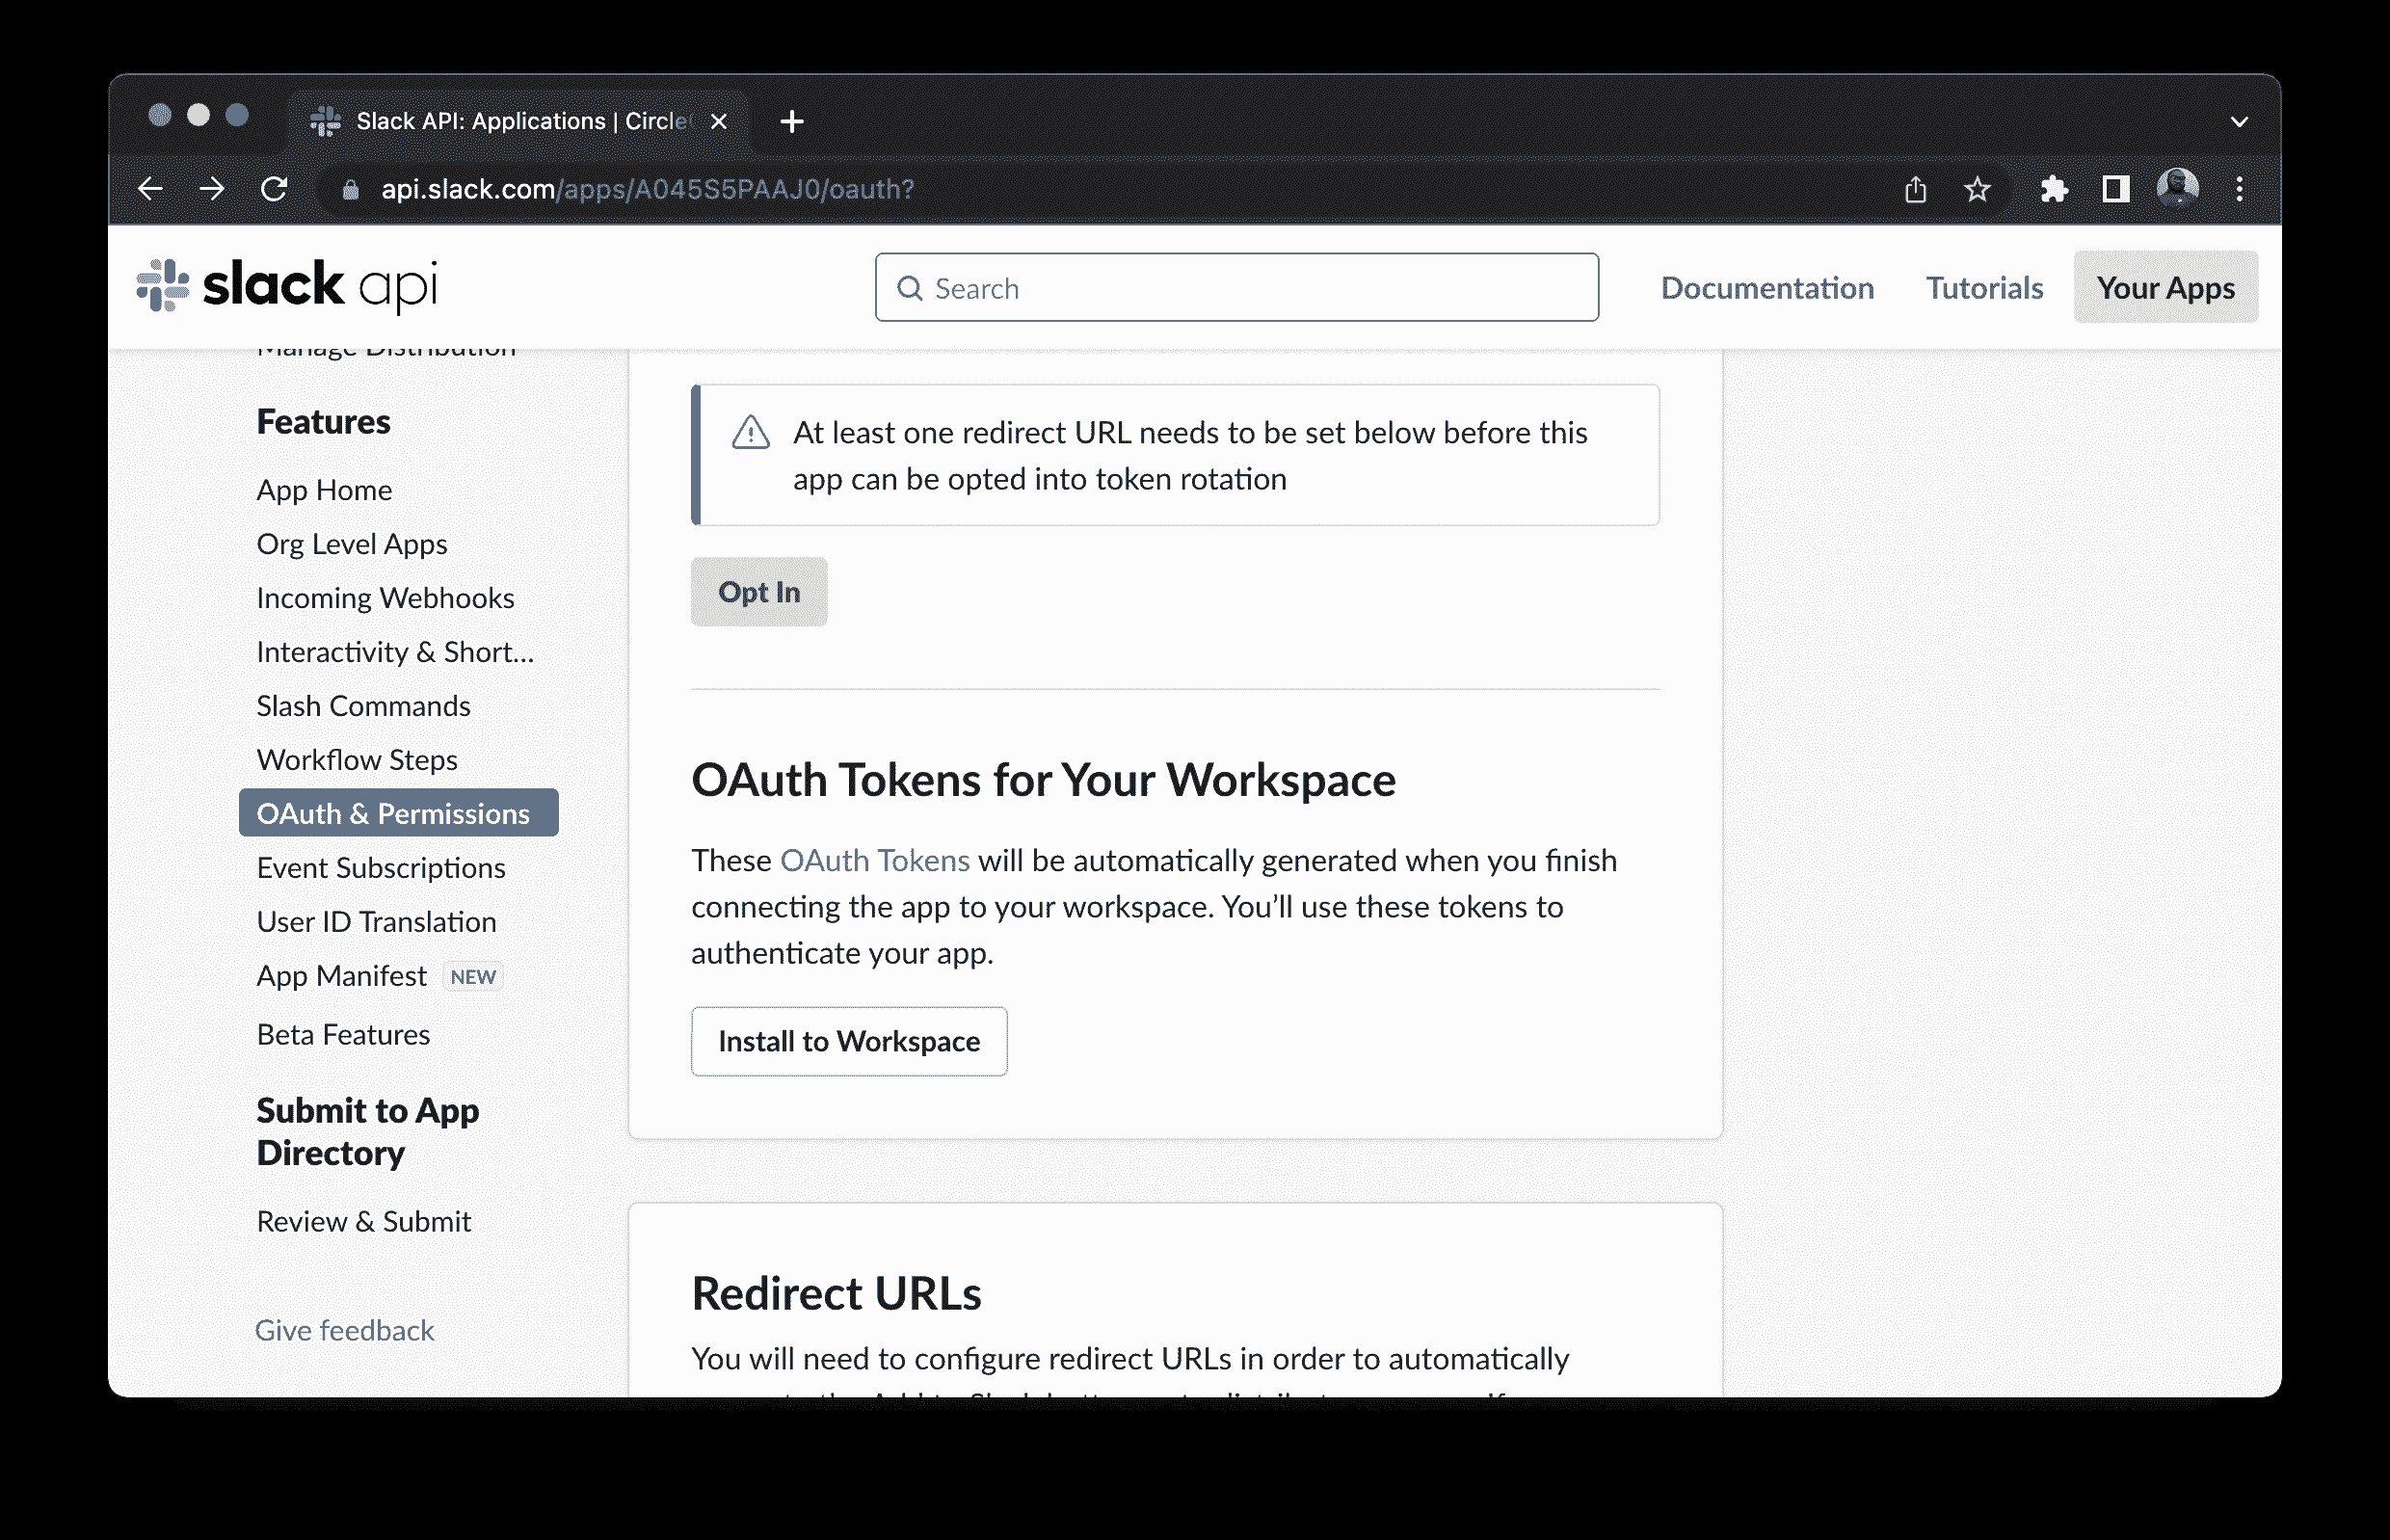 Slack API: Applications | Circle
api.slack.com/apps/A045S5PAAJ0/oauth?
slack api
Search
Documentation
Tutorials
Your Apps
Manage Distribution
Features
App Home
Org Level Apps
Incoming Webhooks
Interactivity & Short...
Slash Commands
Workflow Steps
OAuth & Permissions
Event Subscriptions
User ID Translation
App Manifest NEW
Beta Features
Submit to App
Directory
Review & Submit
Give feedback
At least one redirect URL needs to be set below before this
app can be opted into token rotation
Opt In
OAuth Tokens for Your Workspace
These OAuth Tokens will be automatically generated when you finish
connecting the app to your workspace. You’ll use these tokens to
authenticate your app.
Install to Workspace
Redirect URLs
You will need to configure redirect URLs in order to automatically